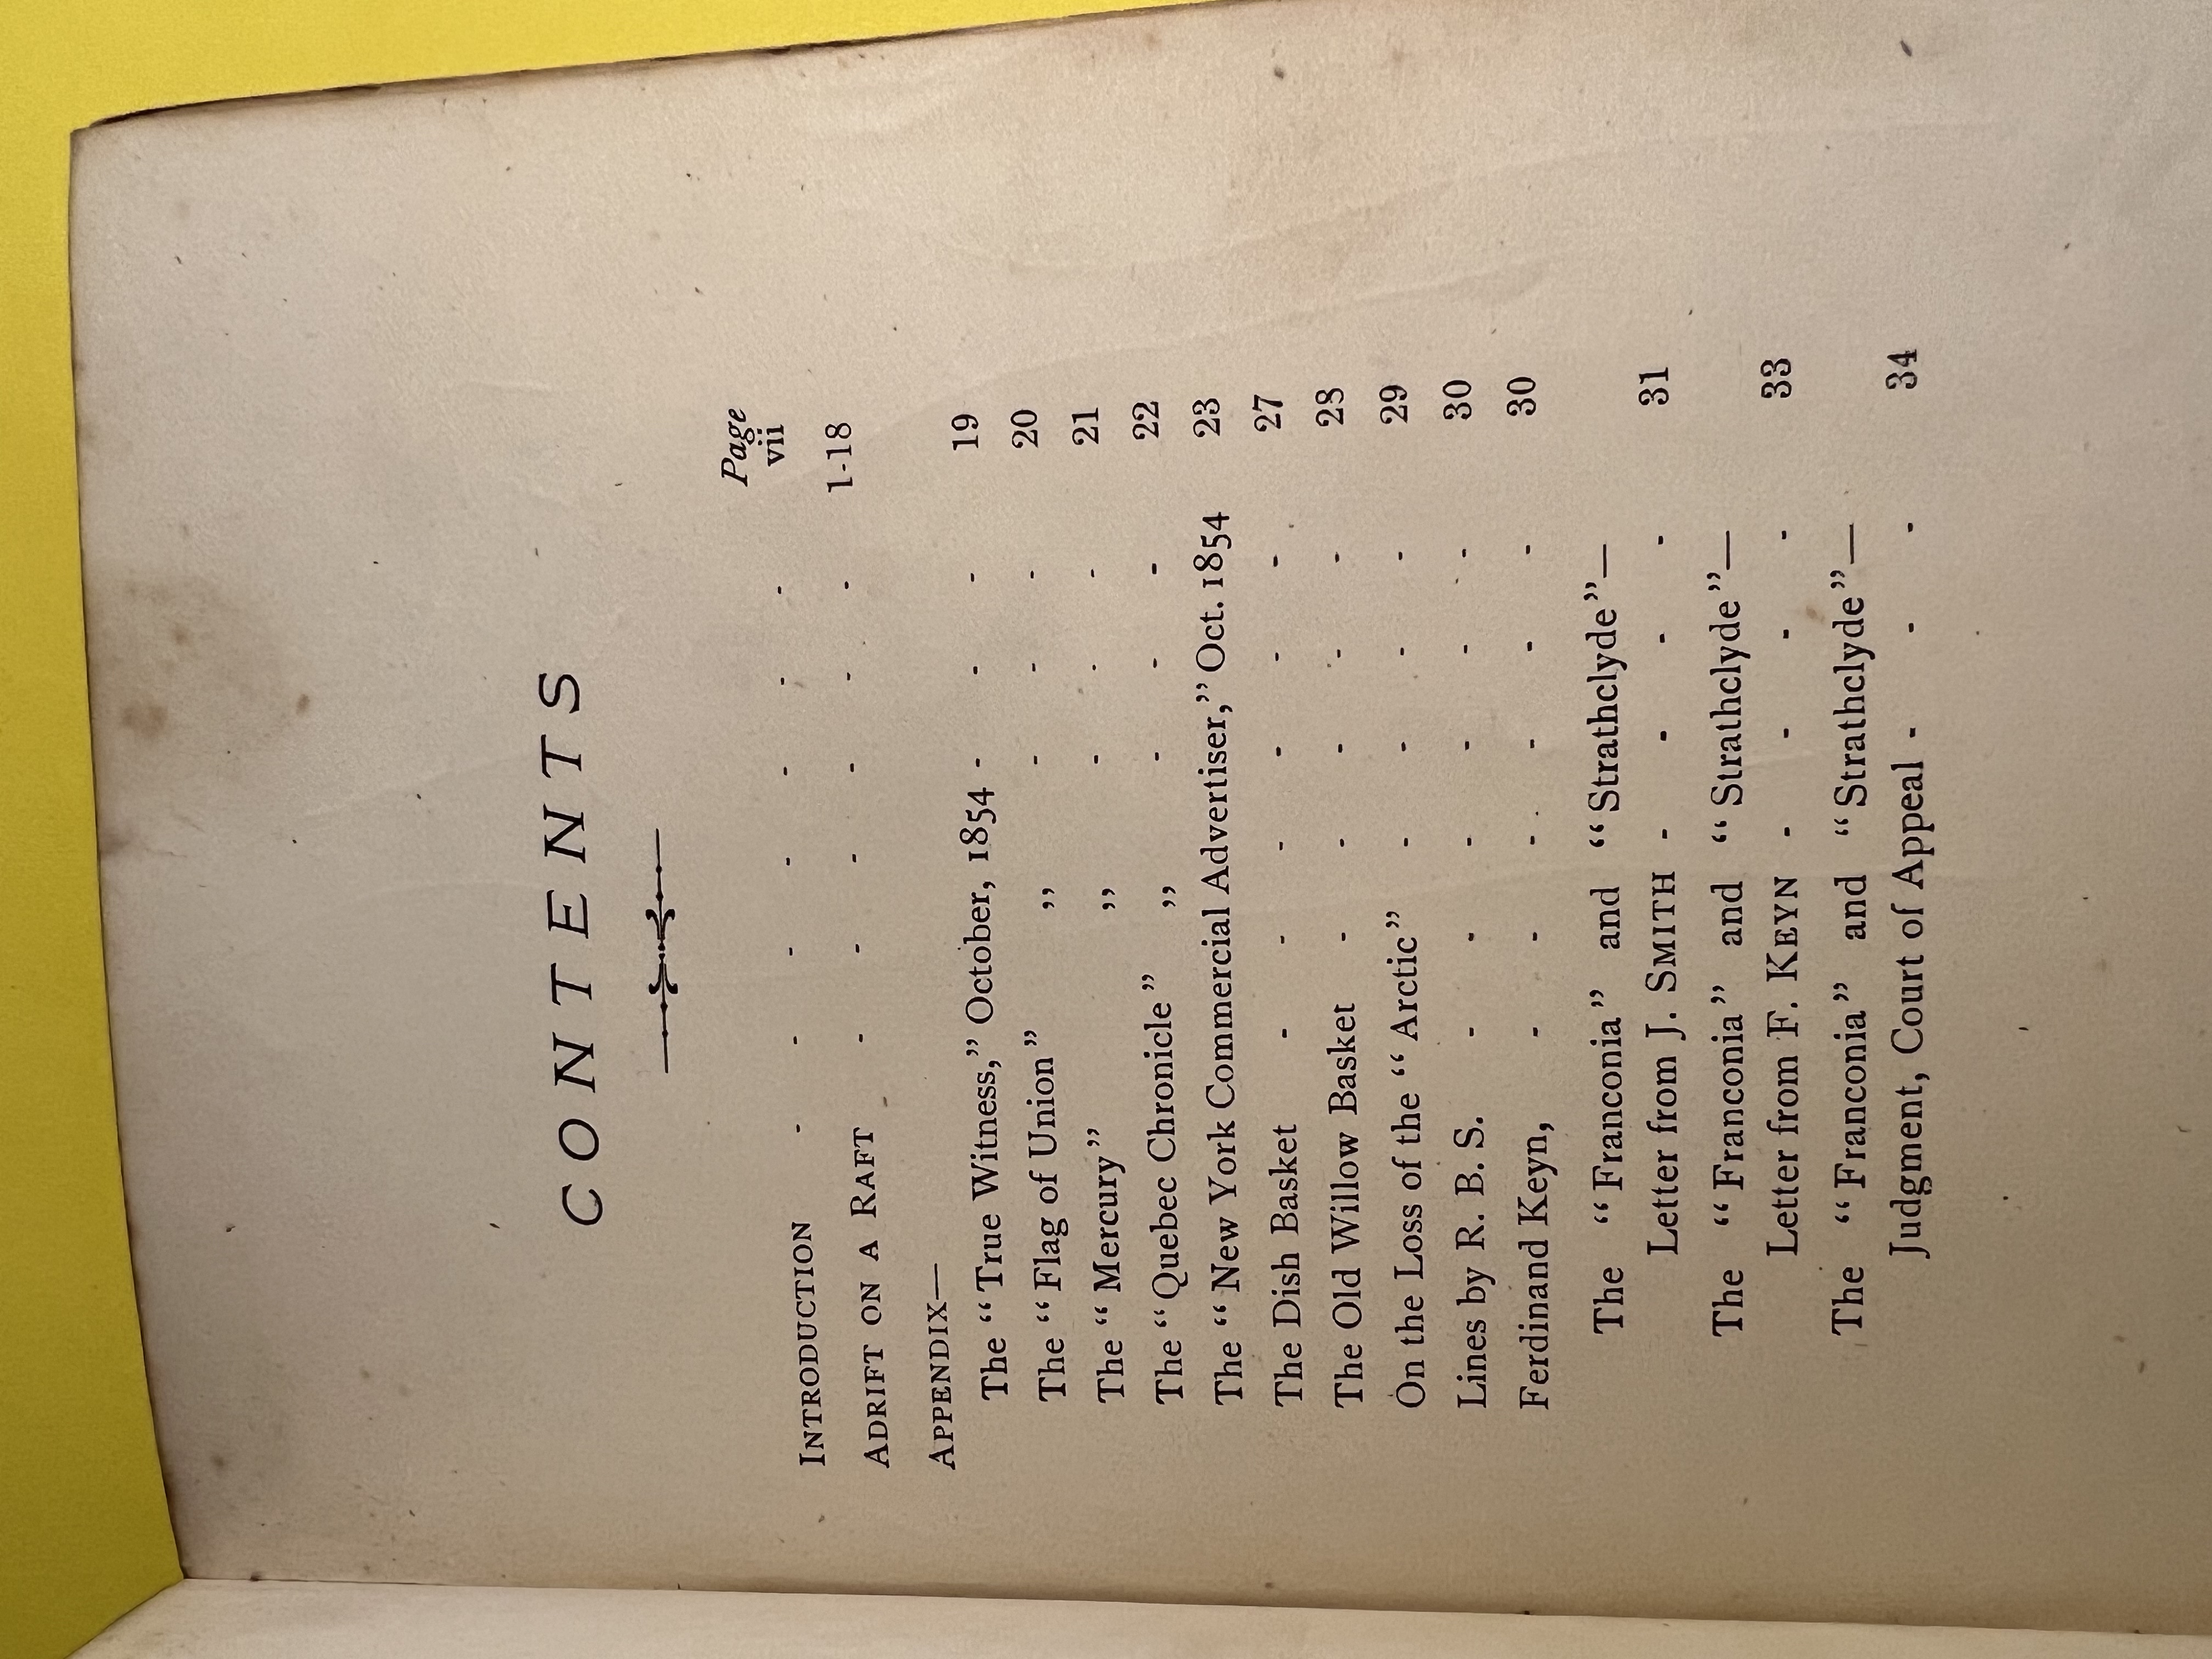 CONTENTS
Page
INTRODUCTION - - - - - - - vii
ADRIFT ON A RAFT - - - - - - 1-18
APPENDIX—
The “True Witness,” October, 1854 - - - 19
The “Flag of Union” ,, - - - 20
The “Mercury” ,, - - - 21
The “Quebec Chronicle” ,, - - - 22
The “New York Commercial Advertiser,” Oct. 1854 23
The Dish Basket - - - - - - 27
The Old Willow Basket - - - - - 28
On the Loss of the “Arctic” - - - - 29
Lines by R. B. S. - - - - - - 30
Ferdinand Keyn, - - - - - - 30
The “Franconia” and “Strathclyde”—
Letter from J. SMITH - - - - 31
The “Franconia” and “Strathclyde”—
Letter from F. KEYN - - - - 33
The “Franconia” and “Strathclyde”—
Judgment, Court of Appeal - - - 34